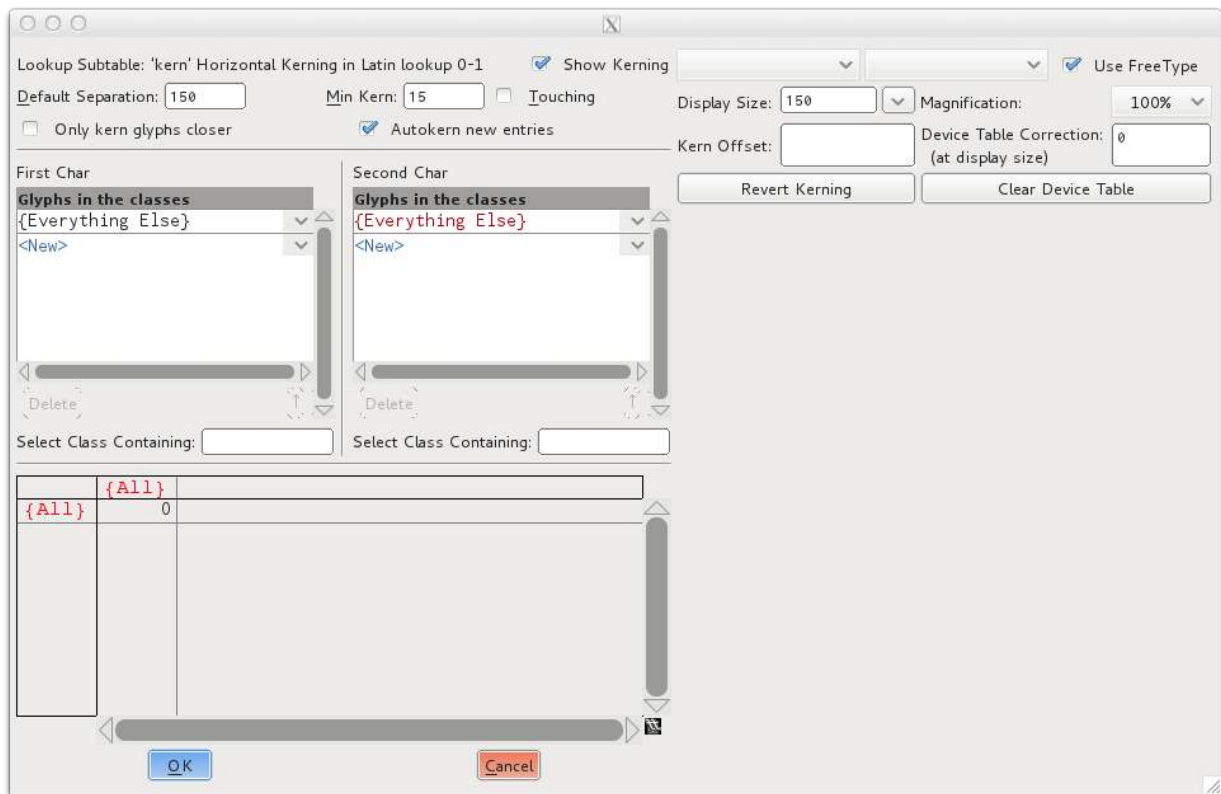 Lookup Subtable: 'kern' Horizontal Kerning in Latin lookup 0-1 Show Kerning Use FreeType
Default Separation: 150 Min Kern: 15 Touching
Display Size: 150 Magnification: 100%
Only kern glyphs closer Autokern new entries
Kern Offset: Device Table Correction: 0
(at display size)
Revert Kerning Clear Device Table
First Char Second Char
Glyphs in the classes Glyphs in the classes
{Everything Else} {Everything Else}
<New> <New>
Delete ↑ Delete ↑
Select Class Containing: Select Class Containing:
{All}
{All} 0
OK Cancel